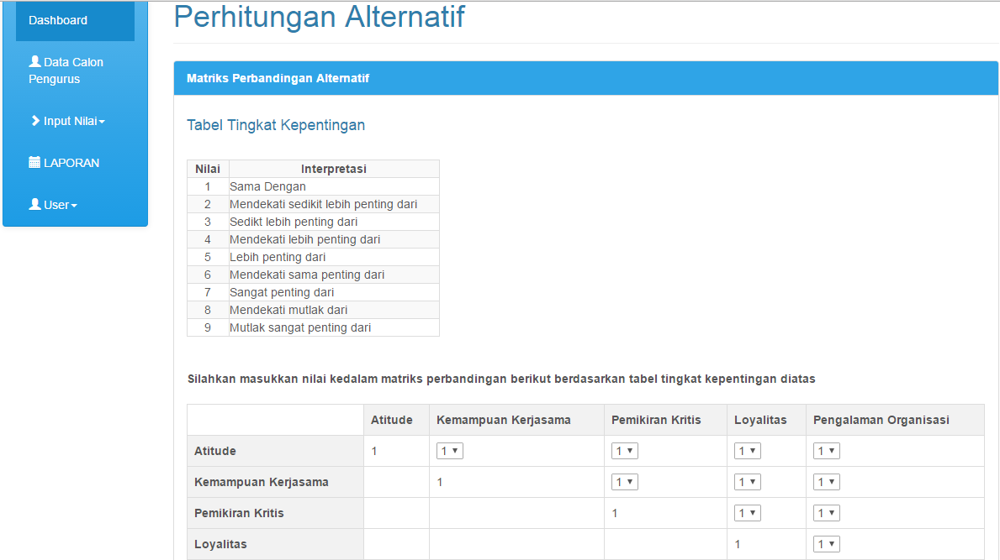 Perhitungan Alternatif
Dashboard
Data Calon
Pengurus
Input Nilai
LAPORAN
User
Matriks Perbandingan Alternatif
Tabel Tingkat Kepentingan
Nilai Interpretasi
1 Sama Dengan
2 Mendekati sedikit lebih penting dari
3 Sedikt lebih penting dari
4 Mendekati lebih penting dari
5 Lebih penting dari
6 Mendekati sama penting dari
7 Sangat penting dari
8 Mendekati mutlak dari
9 Mutlak sangat penting dari
Silahkan masukkan nilai kedalam matriks perbandingan berikut berdasarkan tabel tingkat kepentingan diatas
Atitude Kemampuan Kerjasama Pemikiran Kritis Loyalitas Pengalaman Organisasi
Atitude 1 1 1 1 1
Kemampuan Kerjasama 1 1 1 1
Pemikiran Kritis 1 1 1
Loyalitas 1 1